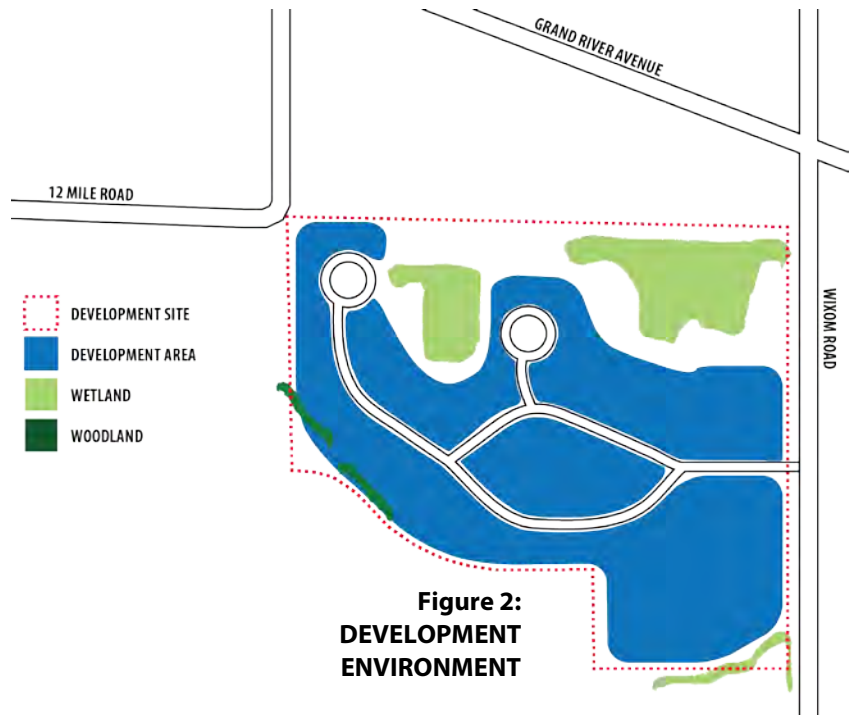 GRAND RIVER AVENUE
12 MILE ROAD
WIXOM ROAD
DEVELOPMENT SITE
DEVELOPMENT AREA
WETLAND
WOODLAND
Figure 2:
DEVELOPMENT
ENVIRONMENT